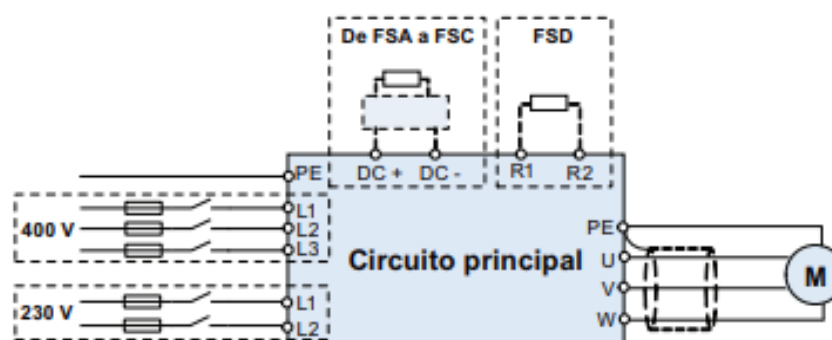 De FSA a FSC
FSD
PE
DC +
DC -
R1
R2
400 V
L1
L2
L3
PE
Circuito principal
U
V
W
M
230 V
L1
L2